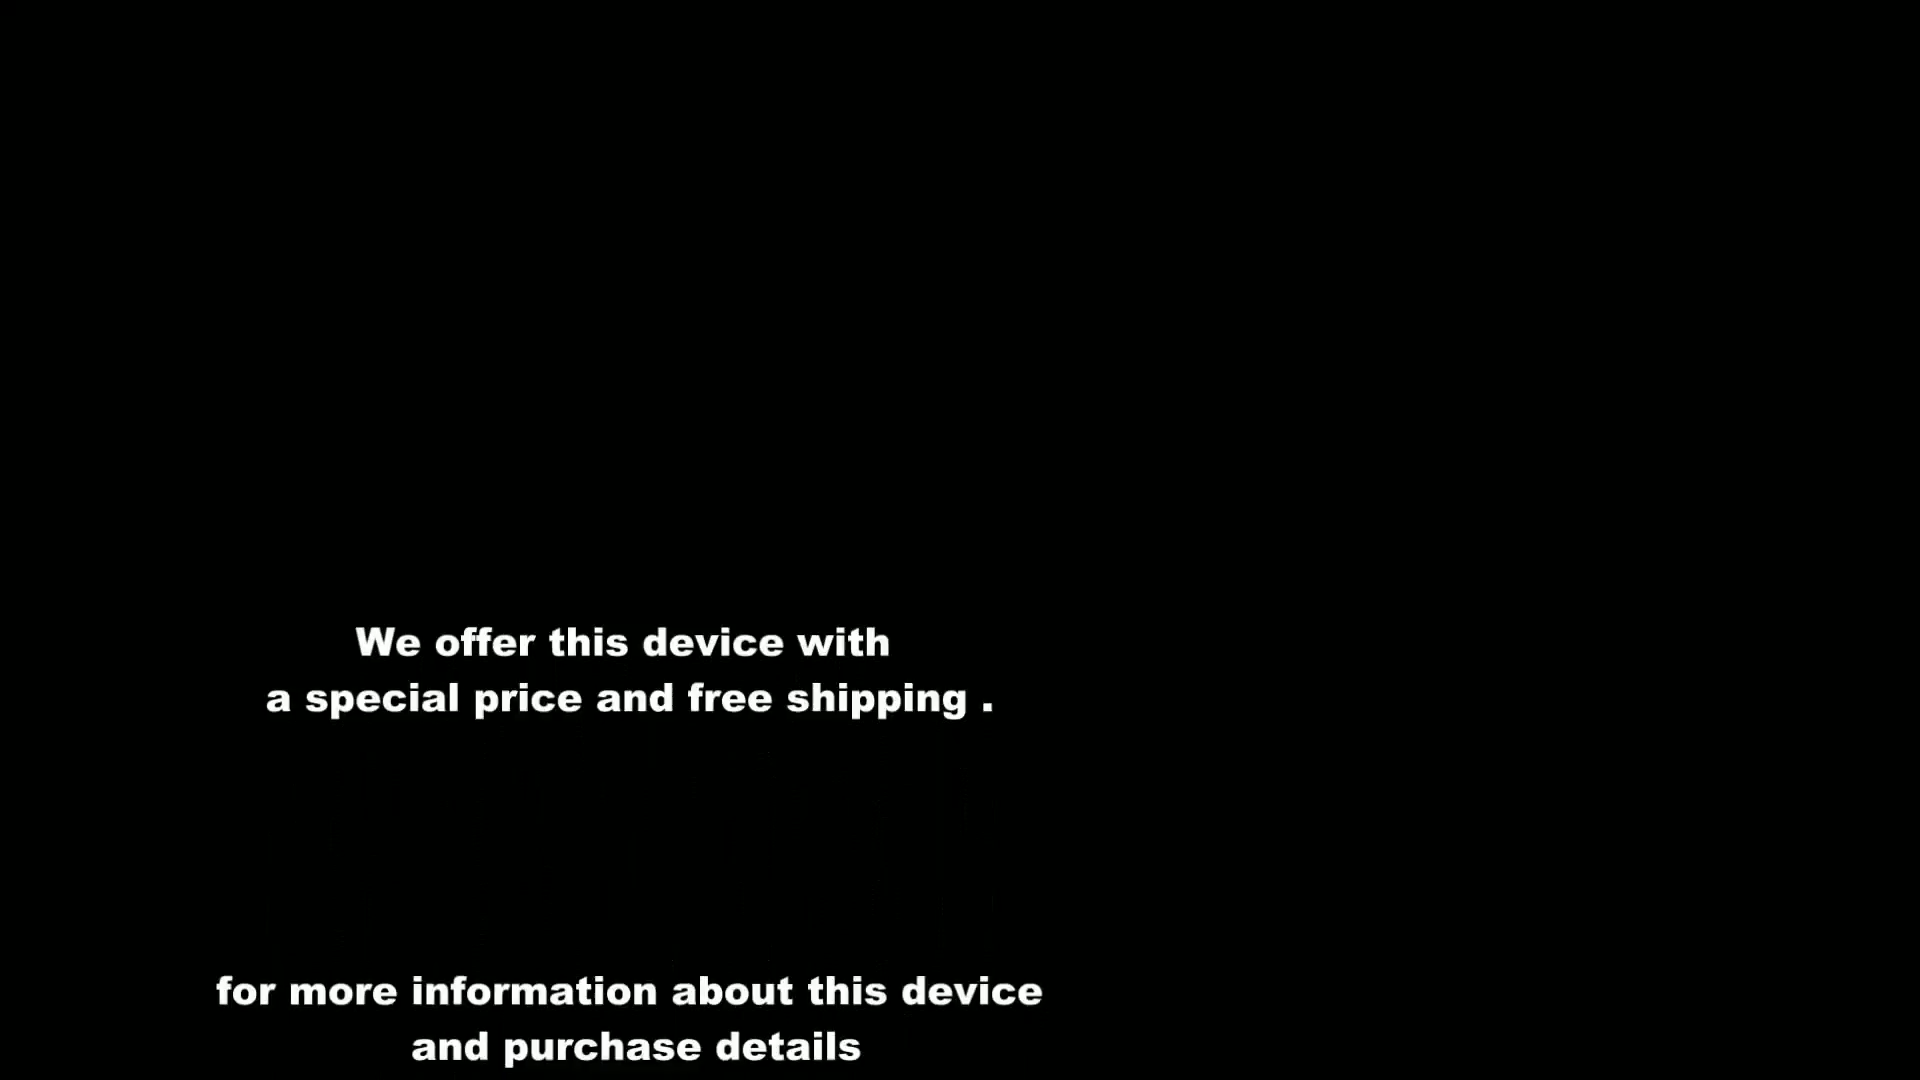 We offer this device with
a special price and free shipping .
for more information about this device
and purchase details